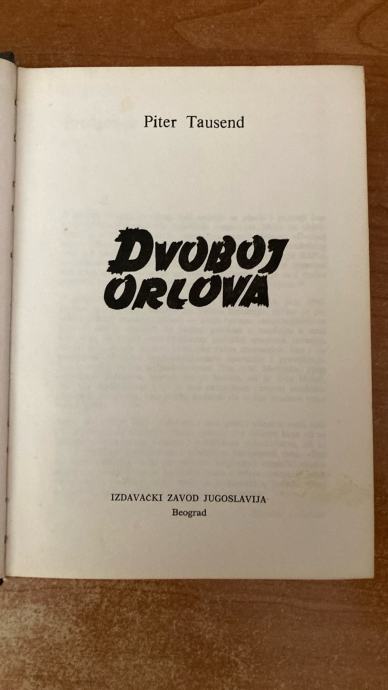 Piter Tausend
DVOBOJ
ORLOVA
IZDAVAČKI ZAVOD JUGOSLAVIJA
Beograd